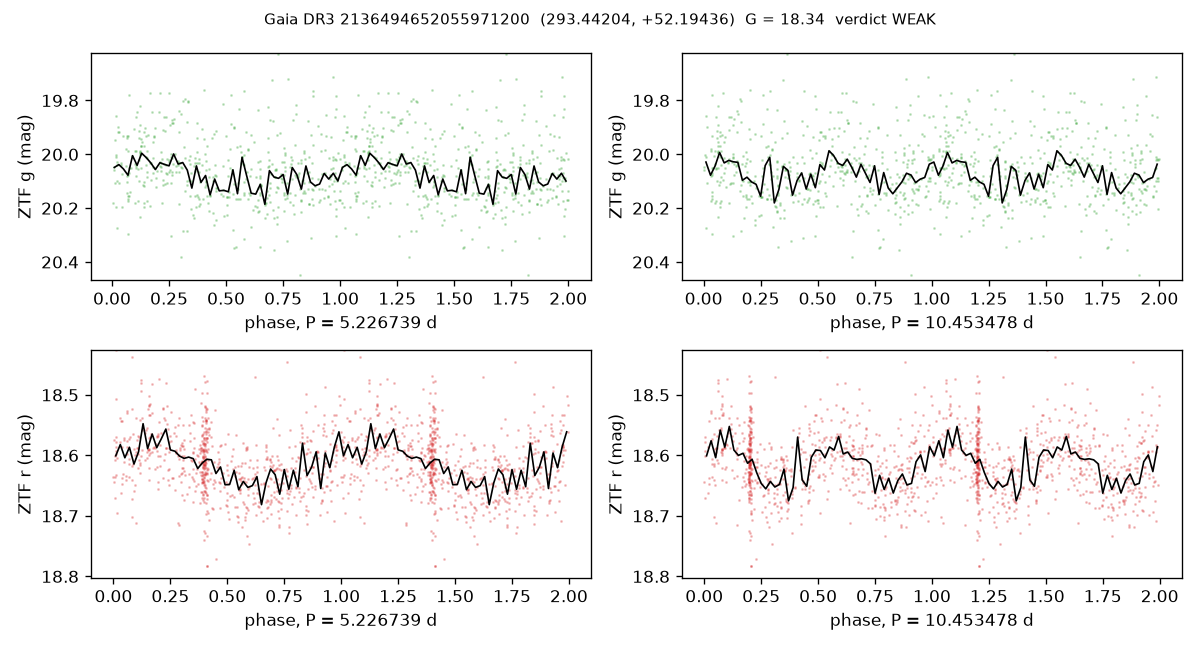 Gaia DR3 2136494652055971200 (293.44204, +52.19436) G = 18.34 verdict WEAK
ZTF g (mag)
19.8
20.0
20.2
20.4
0.00 0.25 0.50 0.75 1.00 1.25 1.50 1.75 2.00
phase, P = 5.226739 d
ZTF g (mag)
19.8
20.0
20.2
20.4
0.00 0.25 0.50 0.75 1.00 1.25 1.50 1.75 2.00
phase, P = 10.453478 d
ZTF r (mag)
18.5
18.6
18.7
18.8
0.00 0.25 0.50 0.75 1.00 1.25 1.50 1.75 2.00
phase, P = 5.226739 d
ZTF r (mag)
18.5
18.6
18.7
18.8
0.00 0.25 0.50 0.75 1.00 1.25 1.50 1.75 2.00
phase, P = 10.453478 d